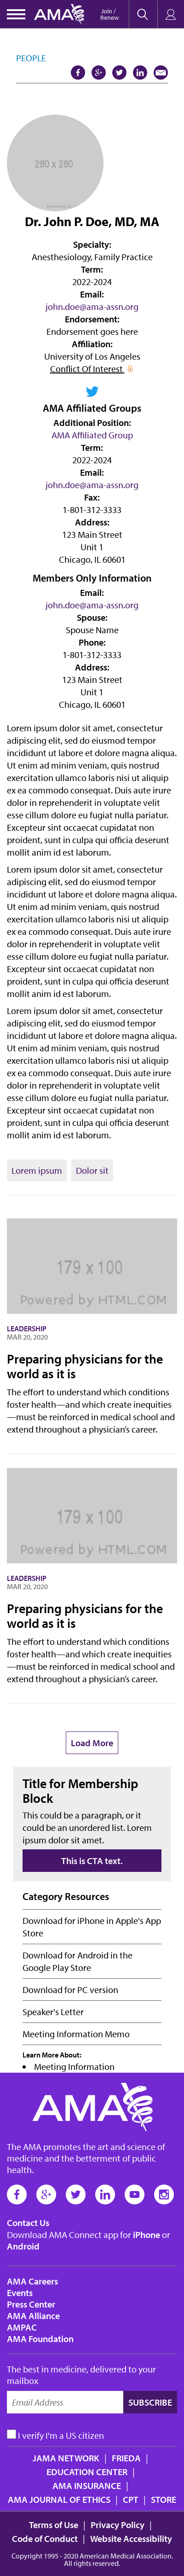 AMA
Join /
Renew
PEOPLE
280 × 280
Powered by
Dr. John P. Doe, MD, MA
Specialty:
Anesthesiology, Family Practice
Term:
2022-2024
Email:
john.doe@ama-assn.org
Endorsement:
Endorsement goes here
Affiliation:
University of Los Angeles
Conflict Of Interest
AMA Affiliated Groups
Additional Position:
AMA Affiliated Group
Term:
2022-2024
Email:
john.doe@ama-assn.org
Fax:
1-801-312-3333
Address:
123 Main Street
Unit 1
Chicago, IL 60601
Members Only Information
Email:
john.doe@ama-assn.org
Spouse:
Spouse Name
Phone:
1-801-312-3333
Address:
123 Main Street
Unit 1
Chicago, IL 60601
Lorem ipsum dolor sit amet, consectetur
adipiscing elit, sed do eiusmod tempor
incididunt ut labore et dolore magna aliqua.
Ut enim ad minim veniam, quis nostrud
exercitation ullamco laboris nisi ut aliquip ex
ea commodo consequat. Duis aute irure
dolor in reprehenderit in voluptate velit
esse cillum dolore eu fugiat nulla pariatur.
Excepteur sint occaecat cupidatat non
proident, sunt in culpa qui officia deserunt
mollit anim id est laborum.
Lorem ipsum dolor sit amet, consectetur
adipiscing elit, sed do eiusmod tempor
incididunt ut labore et dolore magna aliqua.
Ut enim ad minim veniam, quis nostrud
exercitation ullamco laboris nisi ut aliquip ex
ea commodo consequat. Duis aute irure
dolor in reprehenderit in voluptate velit
esse cillum dolore eu fugiat nulla pariatur.
Excepteur sint occaecat cupidatat non
proident, sunt in culpa qui officia deserunt
mollit anim id est laborum.
Lorem ipsum dolor sit amet, consectetur
adipiscing elit, sed do eiusmod tempor
incididunt ut labore et dolore magna aliqua.
Ut enim ad minim veniam, quis nostrud
exercitation ullamco laboris nisi ut aliquip ex
ea commodo consequat. Duis aute irure
dolor in reprehenderit in voluptate velit
esse cillum dolore eu fugiat nulla pariatur.
Excepteur sint occaecat cupidatat non
proident, sunt in culpa qui officia deserunt
mollit anim id est laborum.
Lorem ipsum Dolor sit
179 x 100
Powered by HTML.COM
LEADERSHIP
MAR 20, 2020
Preparing physicians for the
world as it is
The effort to understand which conditions
foster health—and which create inequities
—must be reinforced in medical school and
extend throughout a physician's career.
179 x 100
Powered by HTML.COM
LEADERSHIP
MAR 20, 2020
Preparing physicians for the
world as it is
The effort to understand which conditions
foster health—and which create inequities
—must be reinforced in medical school and
extend throughout a physician's career.
Load More
Title for Membership
Block
This could be a paragraph, or it
could be an unordered list. Lorem
ipsum dolor sit amet.
This is CTA text.
Category Resources
Download for iPhone in Apple's App
Store
Download for Android in the
Google Play Store
Download for PC version
Speaker's Letter
Meeting Information Memo
Learn More About:
• Meeting Information
AMA
The AMA promotes the art and science of
medicine and the betterment of public
health.
Contact Us
Download AMA Connect app for iPhone or
Android
AMA Careers
Events
Press Center
AMA Alliance
AMPAC
AMA Foundation
The best in medicine, delivered to your
mailbox
Email Address SUBSCRIBE
I verify I'm a US citizen
JAMA NETWORK | FRIEDA |
EDUCATION CENTER |
AMA INSURANCE |
AMA JOURNAL OF ETHICS | CPT | STORE
Terms of Use | Privacy Policy |
Code of Conduct | Website Accessibility
Copyright 1995 - 2020 American Medical Association.
All rights reserved.